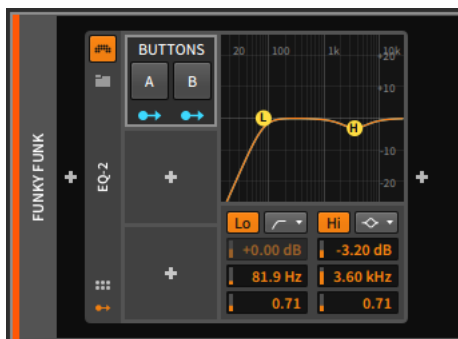 FUNKY FUNK
EQ-2
BUTTONS
A B
20 100 1k 10k
+20
+10
-10
-20
L
H
Lo Hi
+0.00 dB -3.20 dB
81.9 Hz 3.60 kHz
0.71 0.71